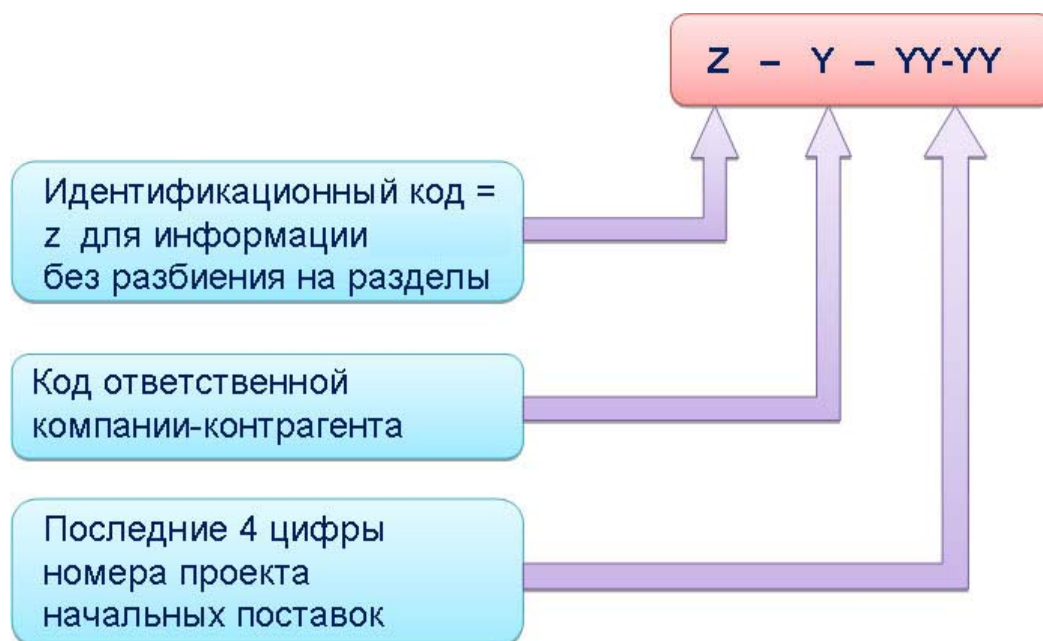 Z – Y – YY-YY
Идентификационный код =
z для информации
без разбиения на разделы
Код ответственной
компании-контрагента
Последние 4 цифры
номера проекта
начальных поставок